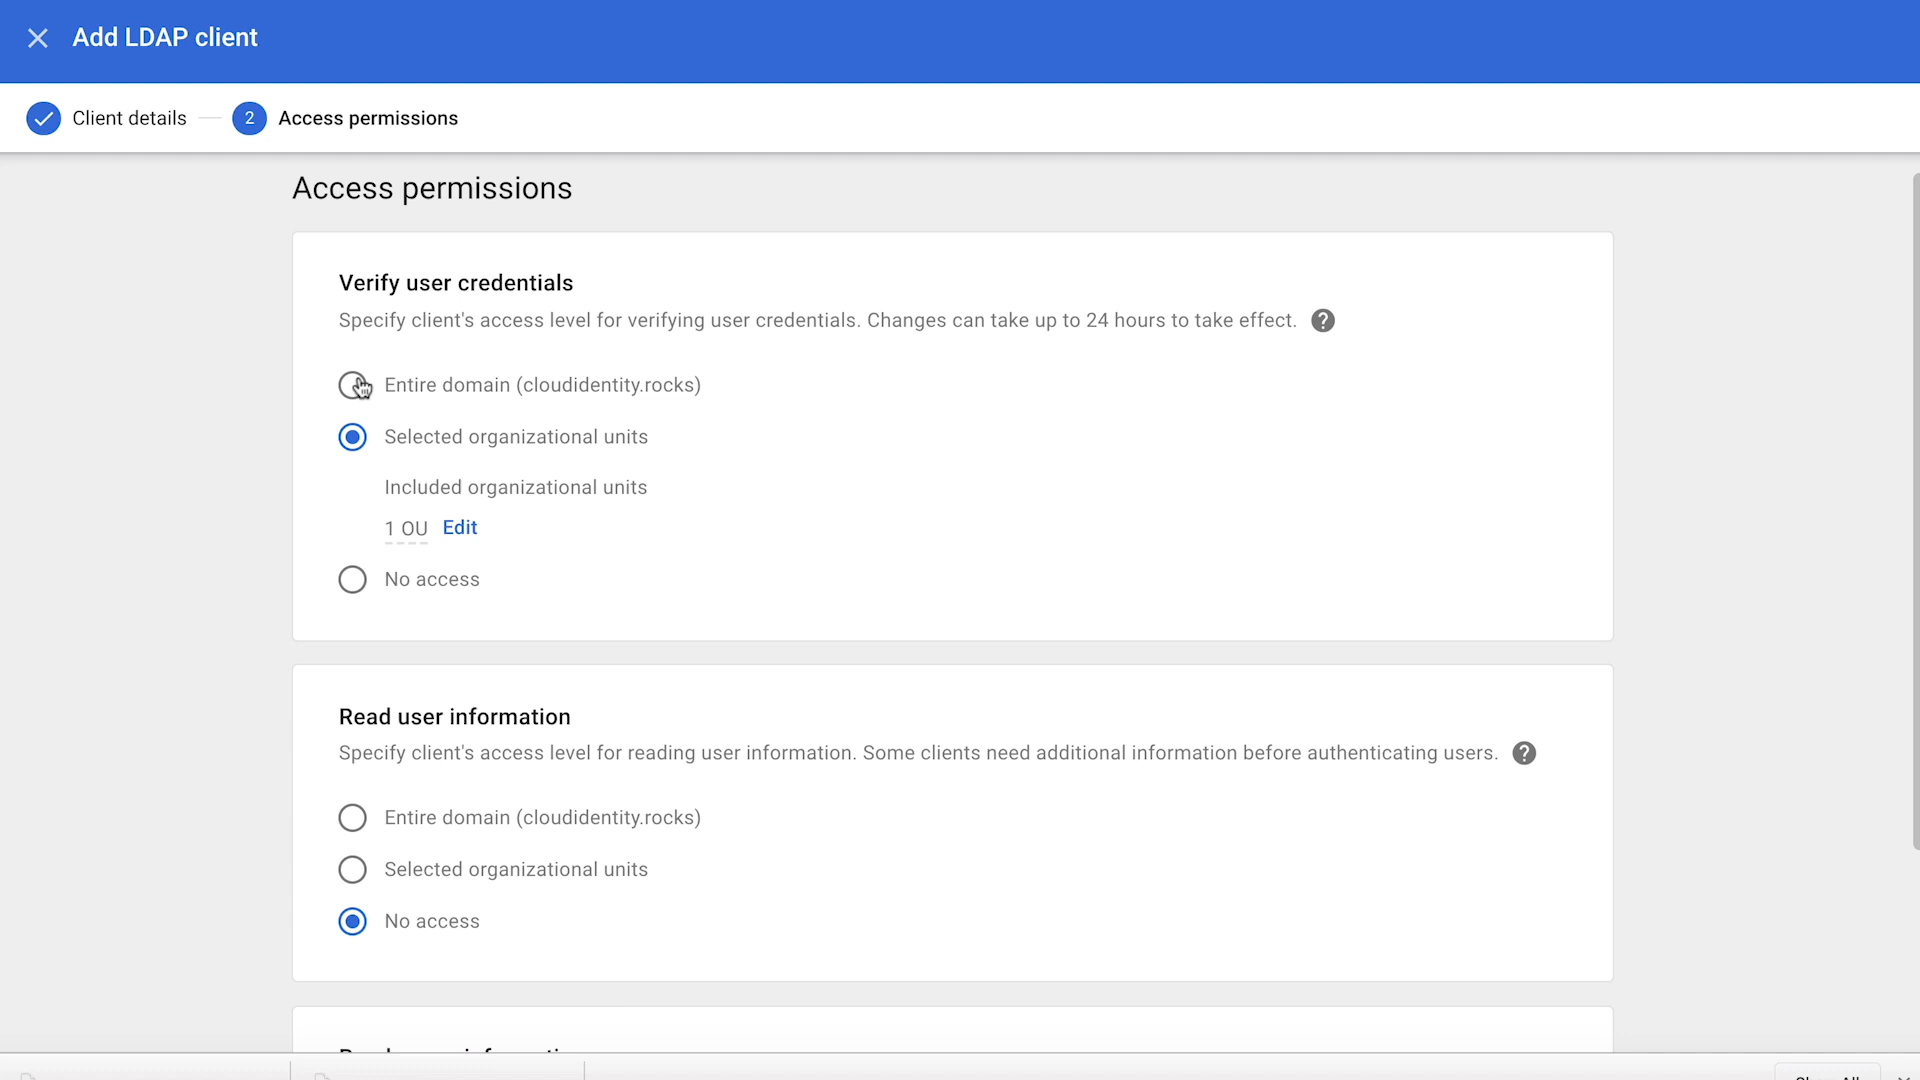 Add LDAP client
Client details
2 Access permissions
Access permissions
Verify user credentials
Specify client's access level for verifying user credentials. Changes can take up to 24 hours to take effect. ?
Entire domain (cloudidentity.rocks)
Selected organizational units
Included organizational units
1 OU Edit
No access
Read user information
Specify client's access level for reading user information. Some clients need additional information before authenticating users. ?
Entire domain (cloudidentity.rocks)
Selected organizational units
No access